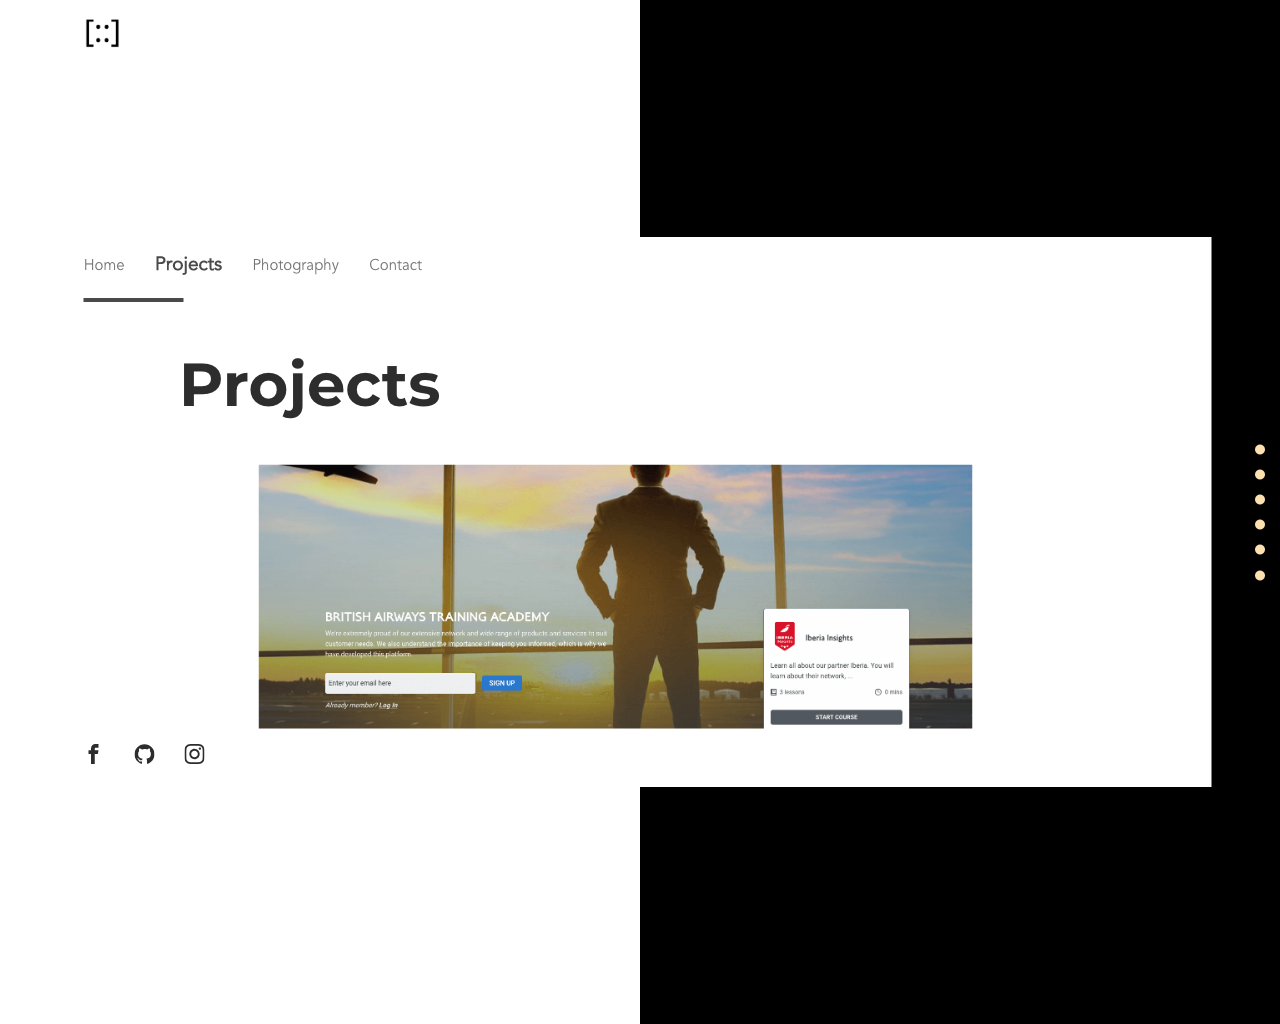 [::]
Home Projects Photography Contact
Projects
BRITISH AIRWAYS TRAINING ACADEMY
We're extremely proud of our extensive network and wide range of products and services to suit
customer needs. We also understand the importance of keeping you informed, which is why we
have developed this platform.
Enter your email here
SIGN UP
Already member? Log In
IBERIA
Iberia Insights
Learn all about our partner Iberia. You will
learn about their network, ...
3 lessons
0 mins
START COURSE